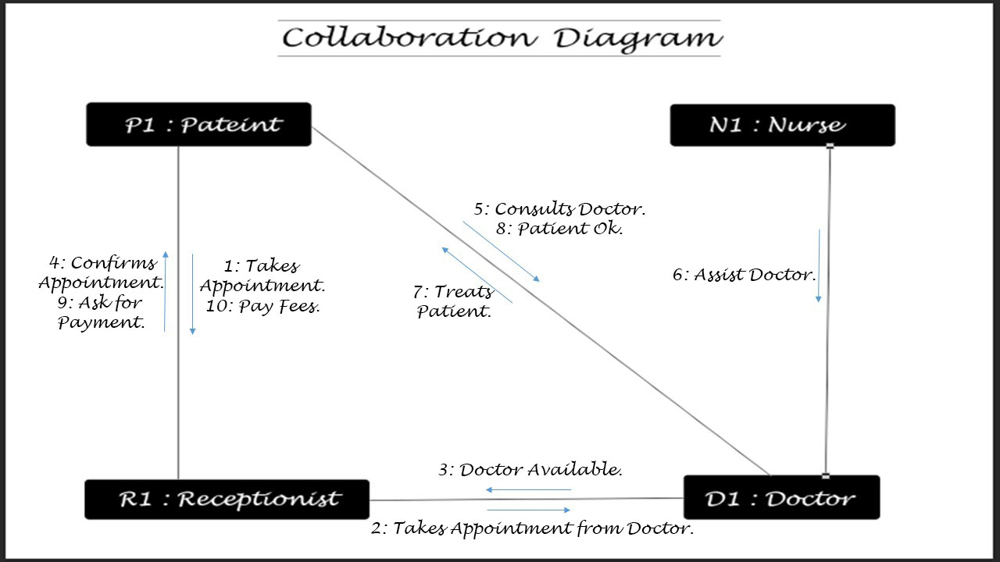 Collaboration Diagram
P1 : Pateint
N1 : Nurse
5: Consults Doctor.
8: Patient Ok.
4: Confirms
Appointment.
9: Ask for
Payment.
1: Takes
Appointment.
10: Pay Fees.
7: Treats
Patient.
6: Assist Doctor.
3: Doctor Available.
R1 : Receptionist
D1 : Doctor
2: Takes Appointment from Doctor.